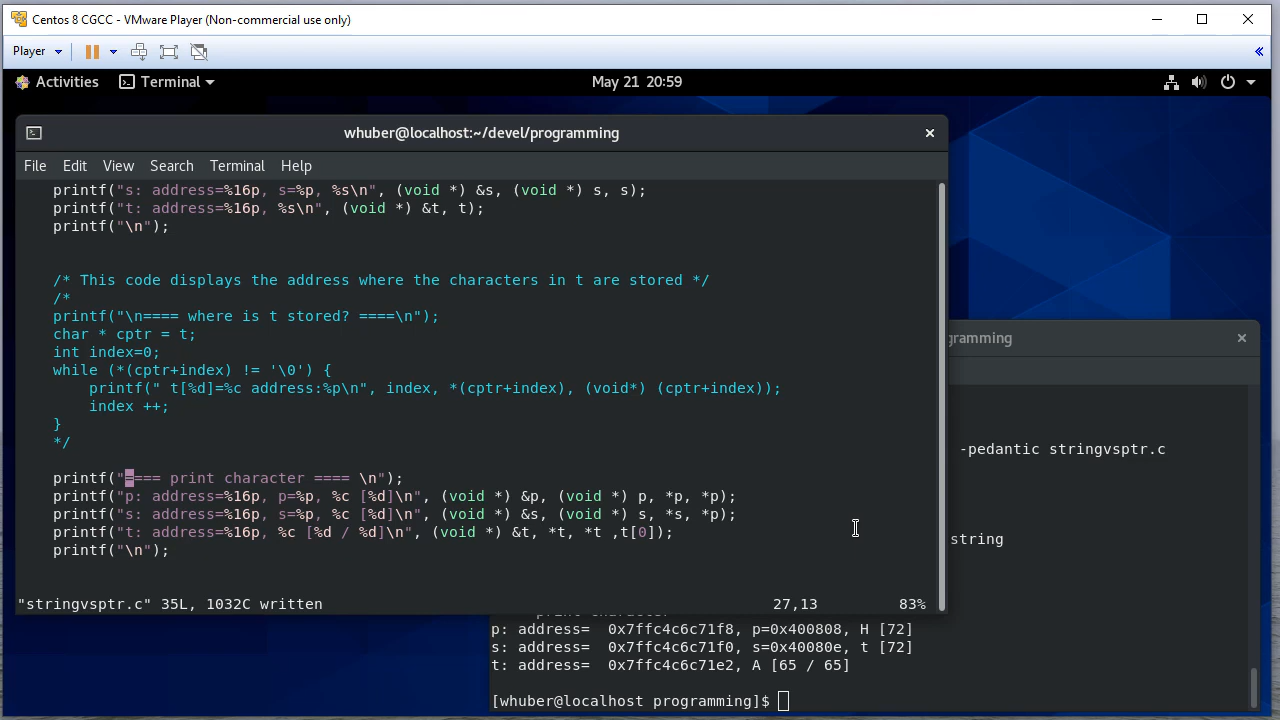 Centos 8 CGCC - VMware Player (Non-commercial use only)
Player
Activities Terminal May 21 20:59
whuber@localhost:~/devel/programming
File Edit View Search Terminal Help
printf("s: address=%16p, s=%p, %s\n", (void *) &s, (void *) s, s);
printf("t: address=%16p, %s\n", (void *) &t, t);
printf("\n");
/* This code displays the address where the characters in t are stored */
/*
printf("\n==== where is t stored? ====\n");
char * cptr = t;
int index=0;
while (*(cptr+index) != '\0') {
printf(" t[%d]=%c address:%p\n", index, *(cptr+index), (void*) (cptr+index));
index ++;
}
*/
printf("==== print character ==== \n");
printf("p: address=%16p, p=%p, %c [%d]\n", (void *) &p, (void *) p, *p, *p);
printf("s: address=%16p, s=%p, %c [%d]\n", (void *) &s, (void *) s, *s, *p);
printf("t: address=%16p, %c [%d / %d]\n", (void *) &t, *t, *t ,t[0]);
printf("\n");
"stringvsptr.c" 35L, 1032C written 27,13 83%
gramming
-pedantic stringvsptr.c
string
p: address=  0x7ffc4c6c71f8, p=0x400808, H [72]
s: address=  0x7ffc4c6c71f0, s=0x40080e, t [72]
t: address=  0x7ffc4c6c71e2, A [65 / 65]
[whuber@localhost programming]$